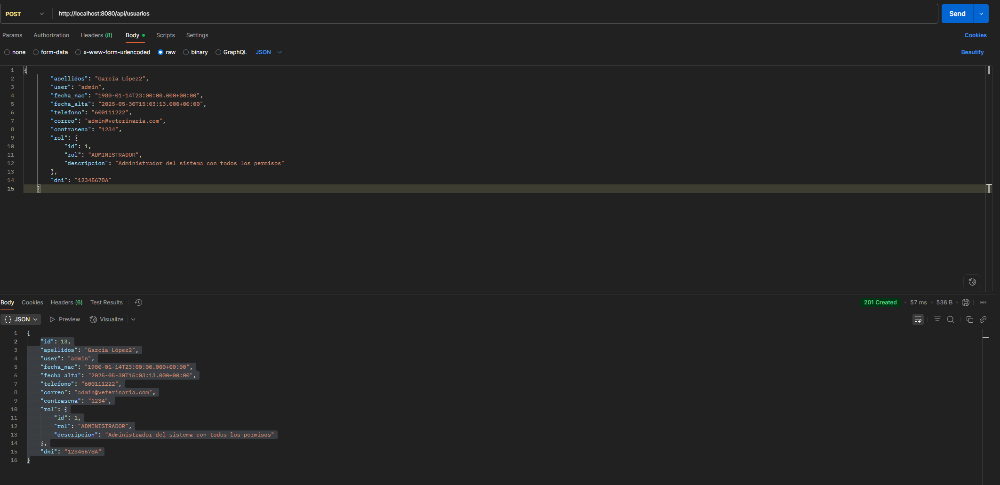 POST http://localhost:8080/api/usuarios Send
Params Authorization Headers (8) Body Scripts Settings Cookies
none form-data x-www-form-urlencoded raw binary GraphQL JSON Beautify
1 {
2 "apellidos": "García López2",
3 "user": "admin",
4 "fecha_nac": "1980-01-14T23:00:00.000+00:00",
5 "fecha_alta": "2025-05-30T15:03:13.000+00:00",
6 "telefono": "600111222",
7 "correo": "admin@veterinaria.com",
8 "contrasena": "1234",
9 "rol": {
10 "id": 1,
11 "rol": "ADMINISTRADOR",
12 "descripcion": "Administrador del sistema con todos los permisos"
13 },
14 "dni": "12345678A"
15 }
Body Cookies Headers (6) Test Results 201 Created • 57 ms • 536 B
{} JSON Preview Visualize
1 {
2 "id": 13,
3 "apellidos": "García López2",
4 "user": "admin",
5 "fecha_nac": "1980-01-14T23:00:00.000+00:00",
6 "fecha_alta": "2025-05-30T15:03:13.000+00:00",
7 "telefono": "600111222",
8 "correo": "admin@veterinaria.com",
9 "contrasena": "1234",
10 "rol": {
11 "id": 1,
12 "rol": "ADMINISTRADOR",
13 "descripcion": "Administrador del sistema con todos los permisos"
14 },
15 "dni": "12345678A"
16 }